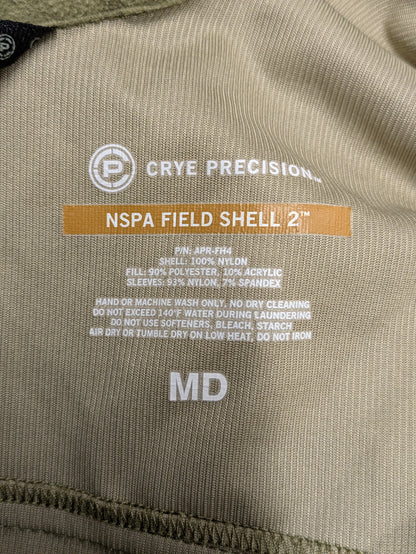 P
CRYE PRECISION™
NSPA FIELD SHELL 2™
P/N: APR-FH4
SHELL: 100% NYLON
FILL: 90% POLYESTER, 10% ACRYLIC
SLEEVES: 93% NYLON, 7% SPANDEX
HAND OR MACHINE WASH ONLY, NO DRY CLEANING
DO NOT EXCEED 140°F WATER DURING LAUNDERING
DO NOT USE SOFTENERS, BLEACH, STARCH
AIR DRY OR TUMBLE DRY ON LOW HEAT, DO NOT IRON
MD